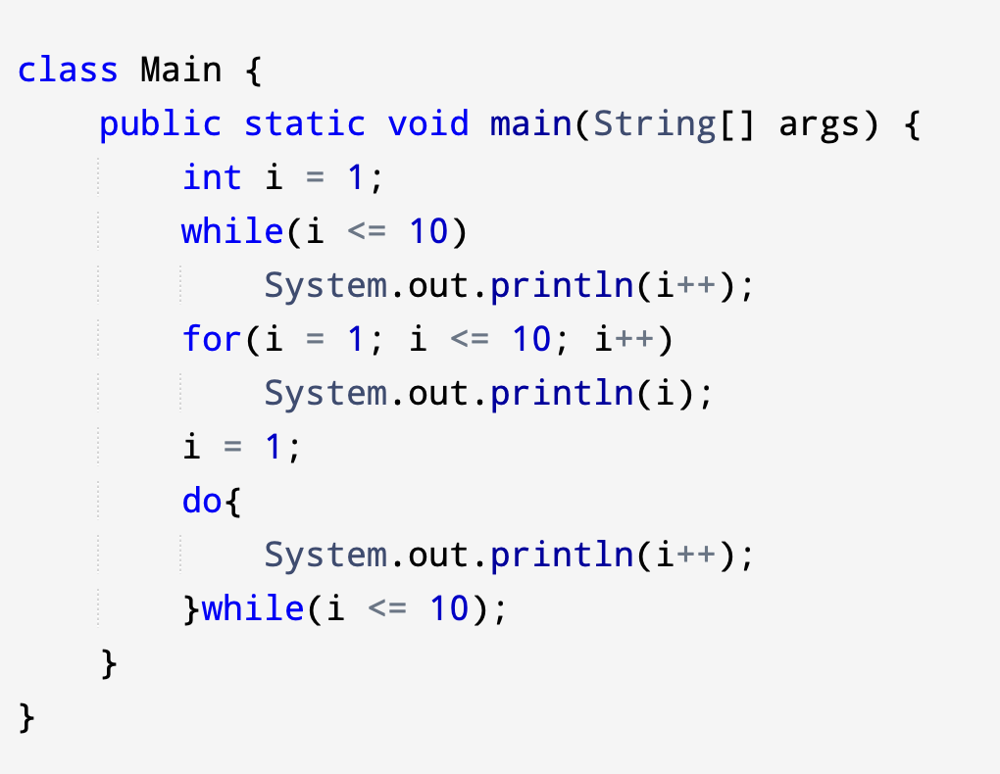 class Main {
    public static void main(String[] args) {
        int i = 1;
        while(i <= 10)
            System.out.println(i++);
        for(i = 1; i <= 10; i++)
            System.out.println(i);
        i = 1;
        do{
            System.out.println(i++);
        }while(i <= 10);
    }
}